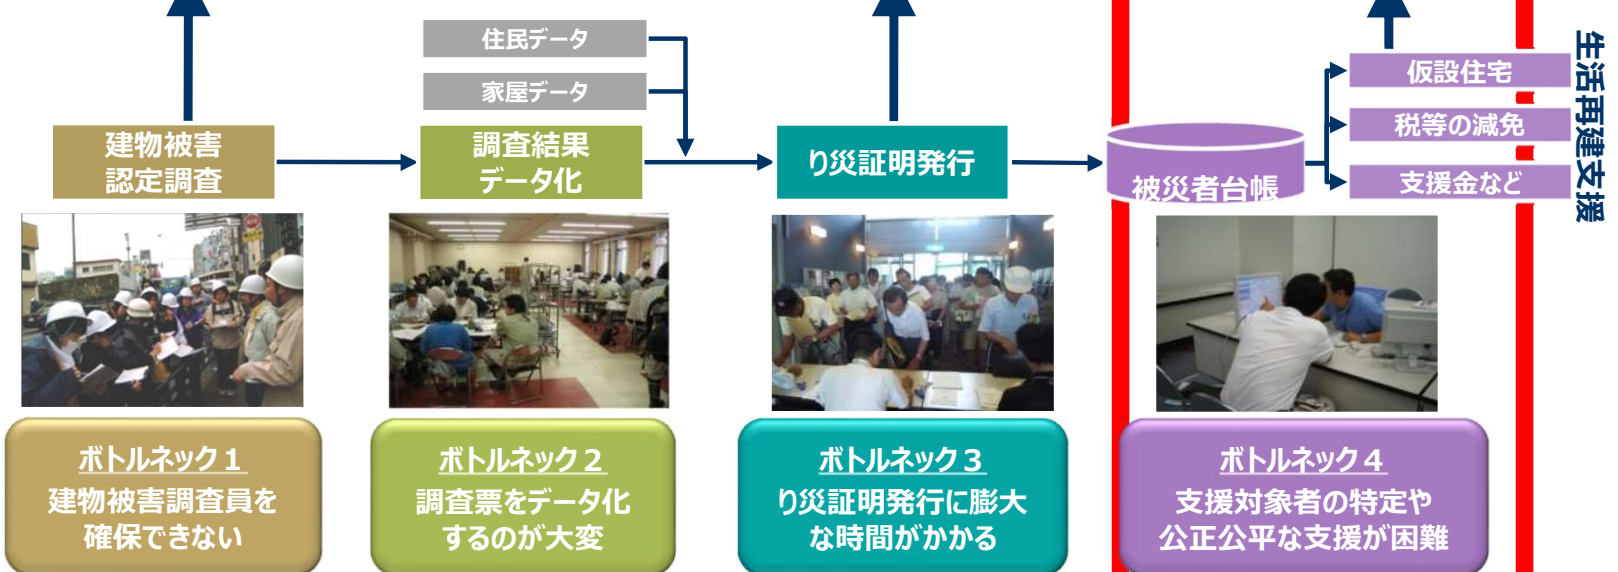 住民データ
家屋データ
建物被害
認定調査
調査結果
データ化
り災証明発行
被災者台帳
仮設住宅
税等の減免
支援金など
生活再建支援
ボトルネック１
建物被害調査員を
確保できない
ボトルネック２
調査票をデータ化
するのが大変
ボトルネック３
り災証明発行に膨大
な時間がかかる
ボトルネック４
支援対象者の特定や
公正公平な支援が困難